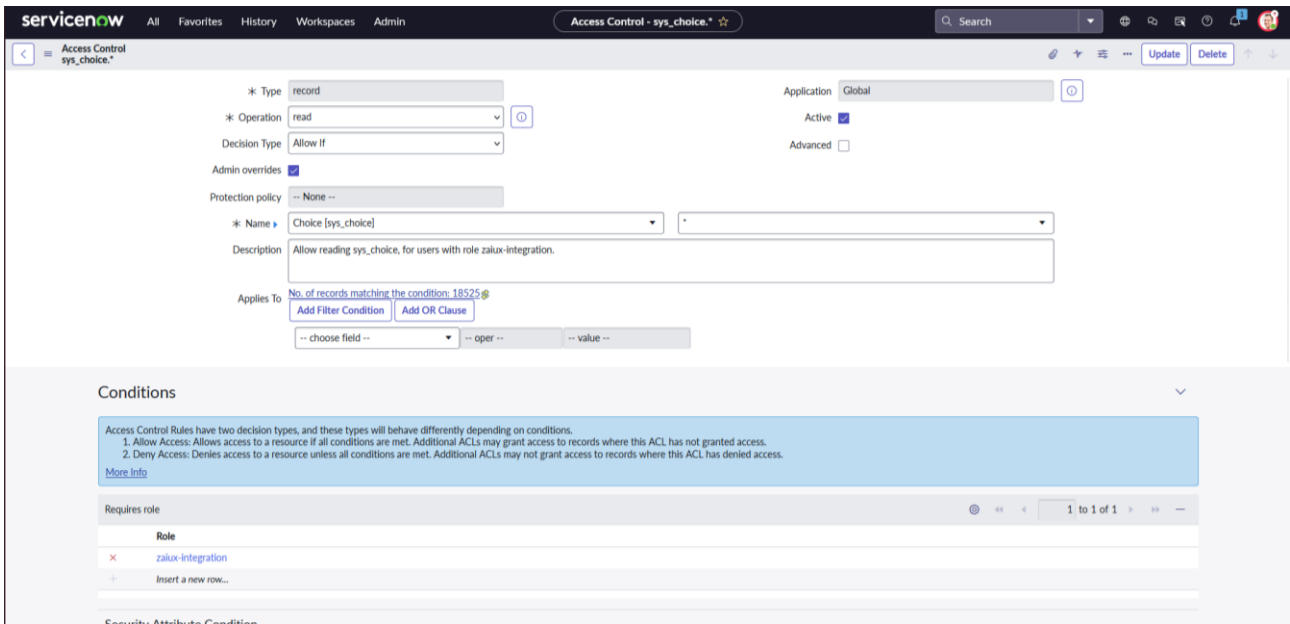 servicenow All Favorites History Workspaces Admin Access Control - sys_choice.* Search 1
Access Control
sys_choice.* Update Delete
Type record Application Global
Operation read Active
Decision Type Allow If Advanced
Admin overrides
Protection policy -- None --
Name Choice [sys_choice] *
Description Allow reading sys_choice, for users with role zaiux-integration.
Applies To No. of records matching the condition: 18525
Add Filter Condition Add OR Clause
-- choose field -- -- oper -- -- value --
Conditions
Access Control Rules have two decision types, and these types will behave differently depending on conditions.
1. Allow Access: Allows access to a resource if all conditions are met. Additional ACLs may grant access to records where this ACL has not granted access.
2. Deny Access: Denies access to a resource unless all conditions are met. Additional ACLs may not grant access to records where this ACL has denied access.
More Info
Requires role 1 to 1 of 1
Role
zaiux-integration
Insert a new row...
Security Attribute Condition